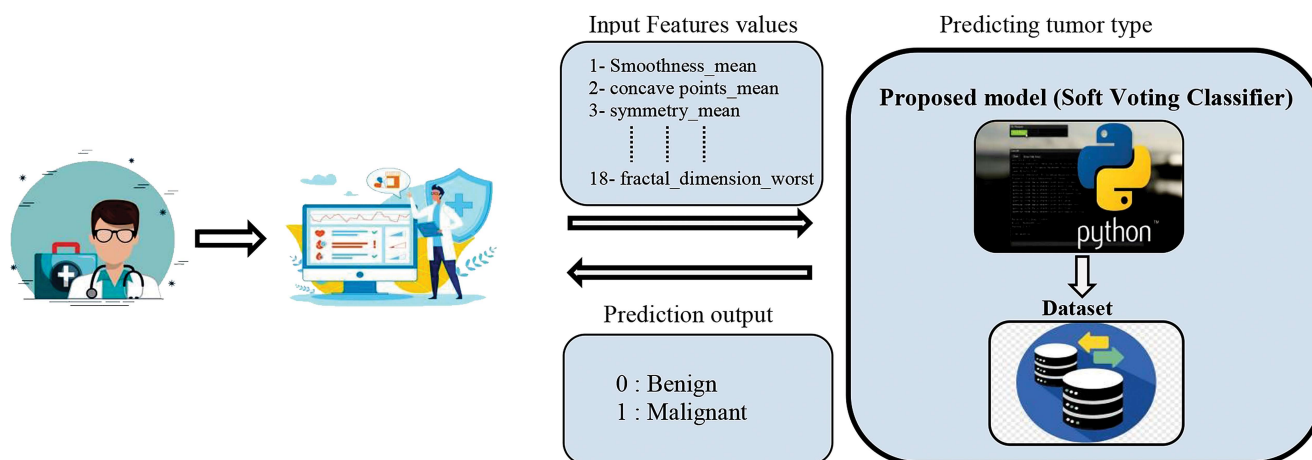 Input Features values
1- Smoothness_mean
2- concave points_mean
3- symmetry_mean
18- fractal_dimension_worst
Prediction output
0 : Benign
1 : Malignant
Predicting tumor type
Proposed model (Soft Voting Classifier)
python™
Dataset